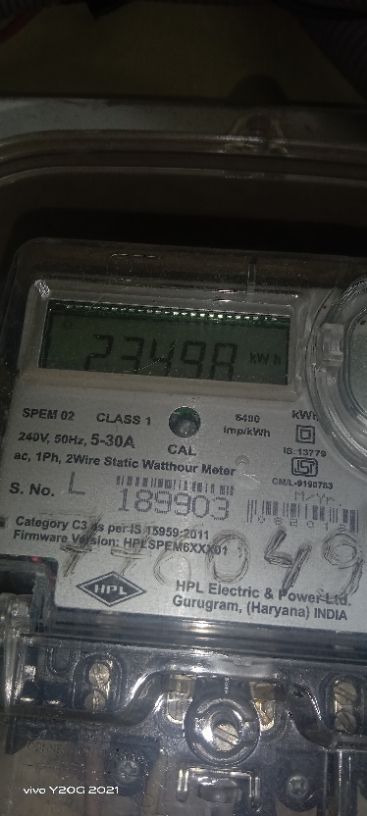 23498 kWh
SPEM 02 CLASS 1 6400 kWh
imp/kWh
240V, 50Hz, 5-30A CAL IS:13779
ac, 1Ph, 2Wire Static Watthour Meter
CM/L-9190783
S. No. L 189903 M/Yr.
Category C3 as per IS 15959:2011
Firmware Version: HPLSPEM6XXX01
HPL
HPL Electric & Power Ltd.
Gurugram, (Haryana) INDIA
vivo Y20G 2021